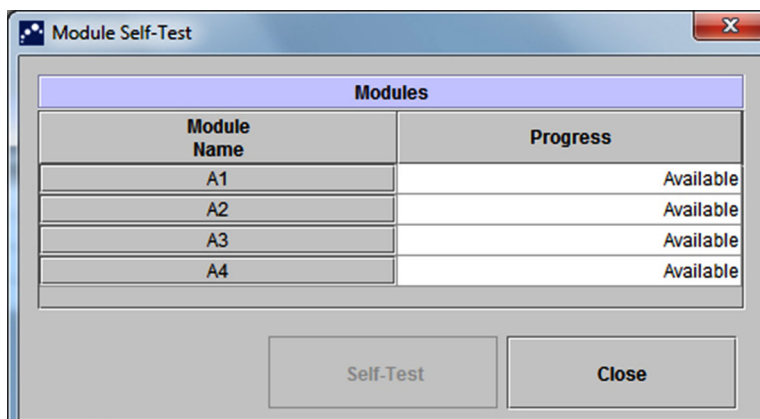 Module Self-Test
Modules
Module
Name
Progress
A1 Available
A2 Available
A3 Available
A4 Available
Self-Test Close